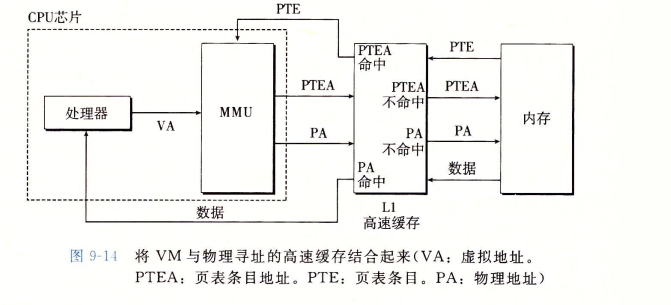 PTE
CPU芯片
PTEA
命中
PTE
处理器
VA
MMU
PTEA
PTEA
不命中
PTEA
内存
PA
PA
不命中
PA
PA
命中
数据
数据
L1
高速缓存
图 9-14 将 VM 与物理寻址的高速缓存结合起来(VA：虚拟地址。
PTEA：页表条目地址。PTE：页表条目。PA：物理地址)